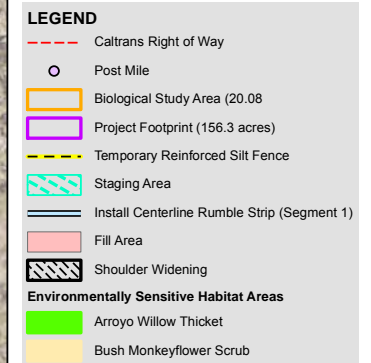 LEGEND
Caltrans Right of Way
Post Mile
Biological Study Area (20.08
Project Footprint (156.3 acres)
Temporary Reinforced Silt Fence
Staging Area
Install Centerline Rumble Strip (Segment 1)
Fill Area
Shoulder Widening
Environmentally Sensitive Habitat Areas
Arroyo Willow Thicket
Bush Monkeyflower Scrub